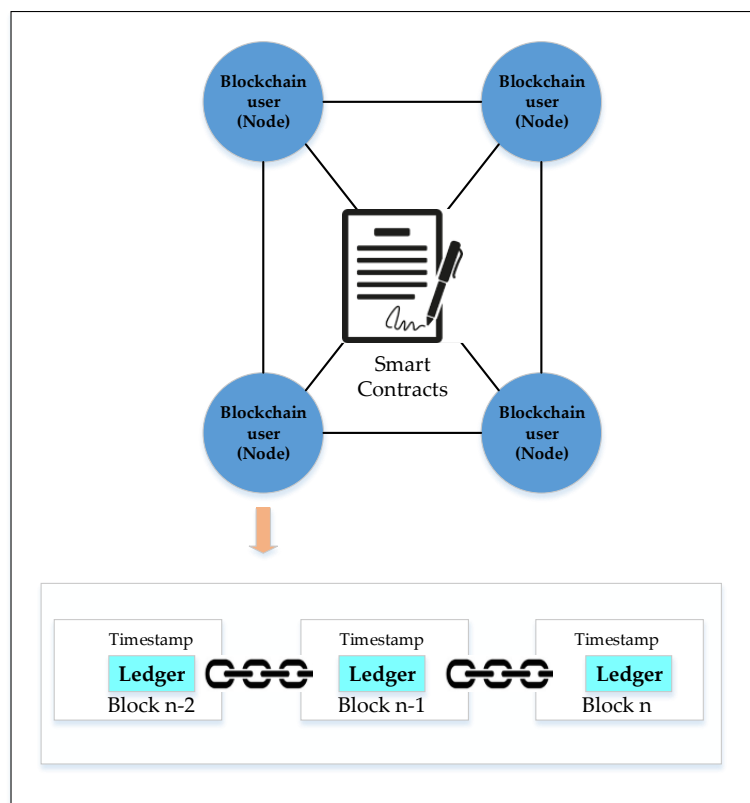 Blockchain
user
(Node)
Blockchain
user
(Node)
Smart
Contracts
Blockchain
user
(Node)
Blockchain
user
(Node)
Timestamp
Ledger
Block n-2
Timestamp
Ledger
Block n-1
Timestamp
Ledger
Block n